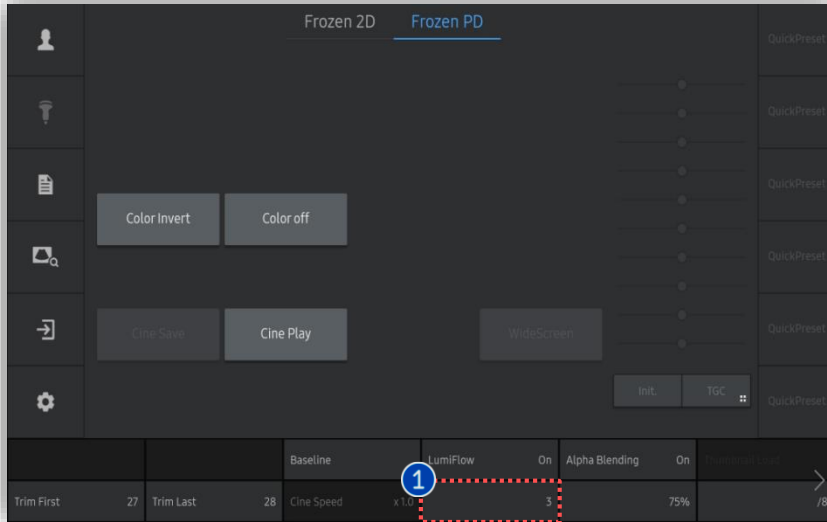 Frozen 2D Frozen PD
QuickPreset
QuickPreset
QuickPreset
Color Invert Color off
QuickPreset
Cine Save Cine Play WideScreen QuickPreset
Init. TGC QuickPreset
Baseline LumiFlow On Alpha Blending On
1
Trim First 27 Trim Last 28 Cine Speed x 1.0 3 75% /8